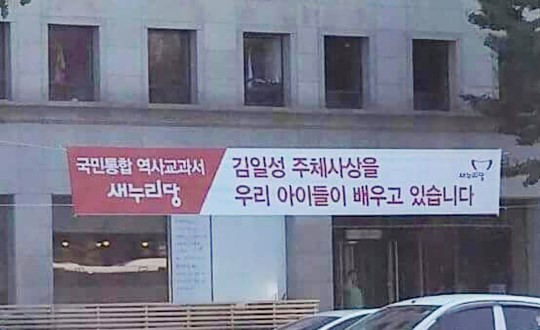 국민통합 역사교과서
새누리당
김일성 주체사상을
우리 아이들이 배우고 있습니다
새누리당